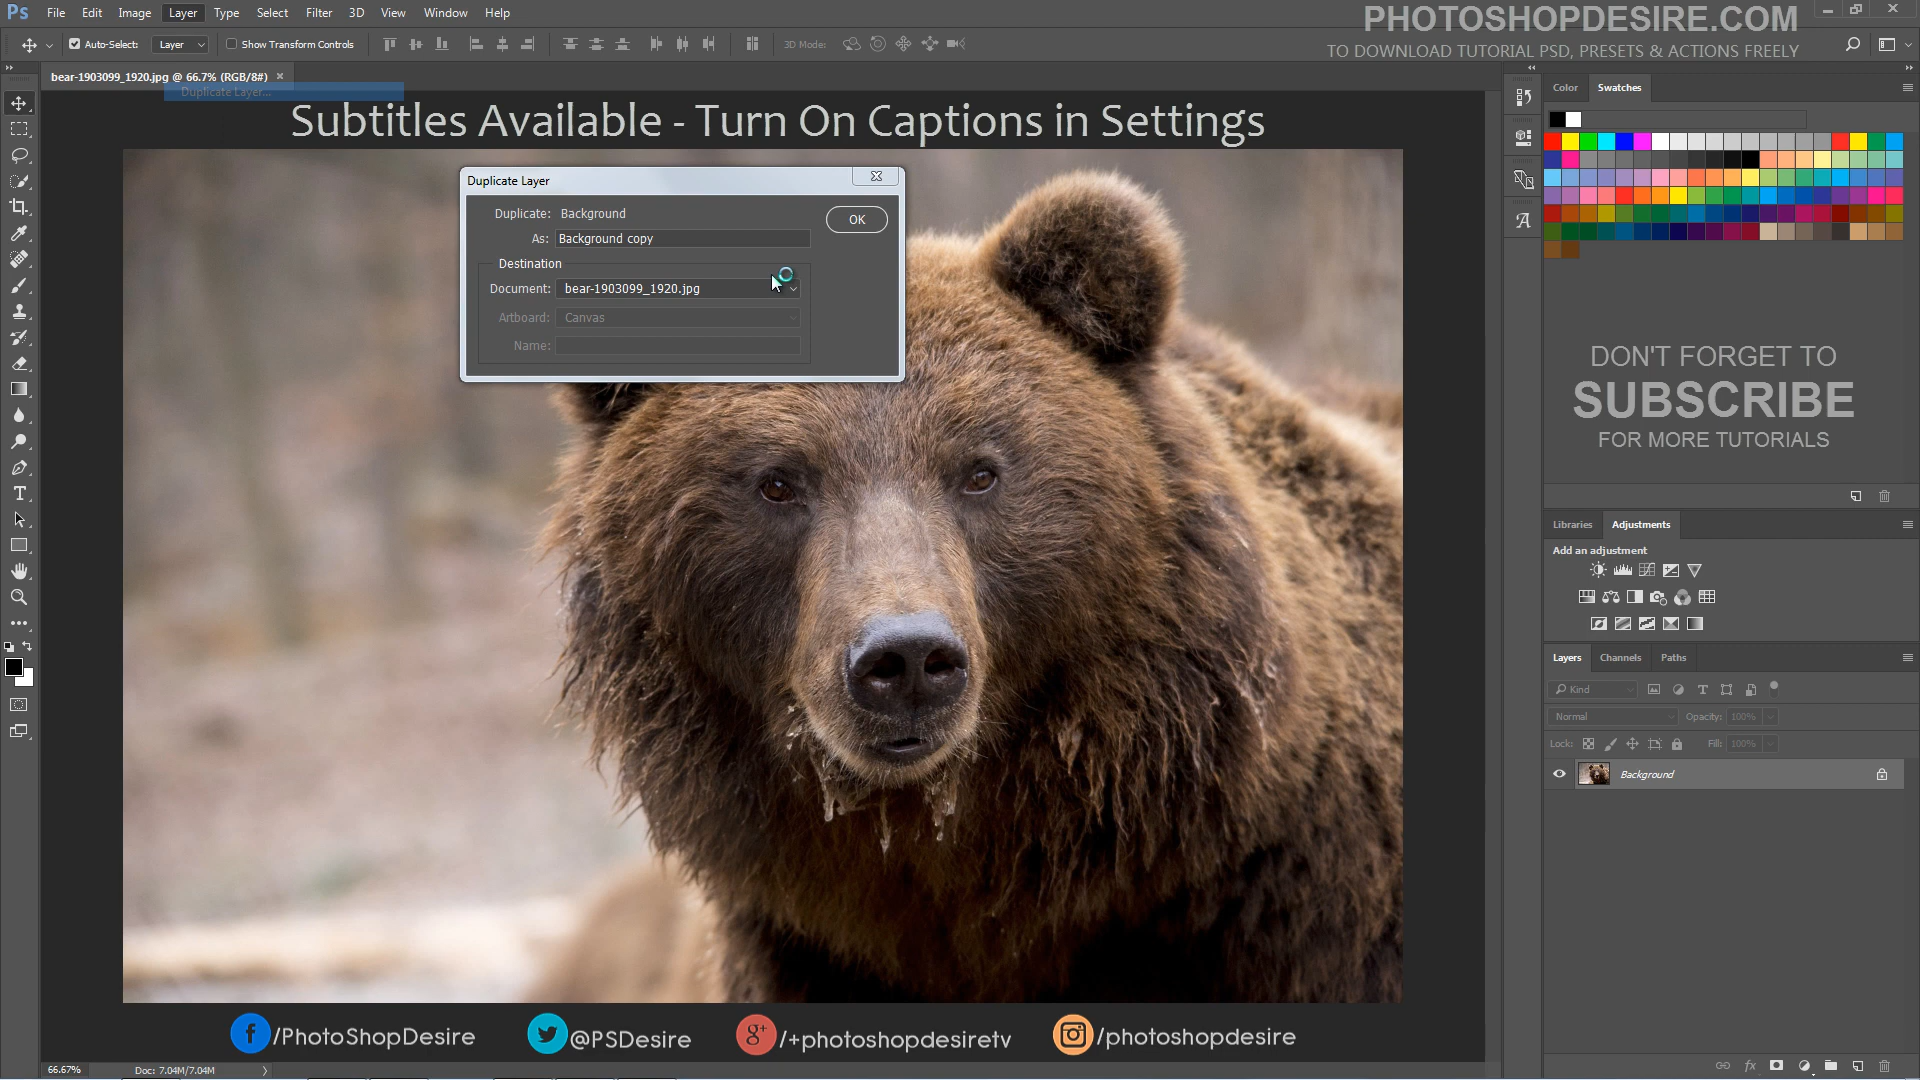 Ps File Edit Image Layer Type Select Filter 3D View Window Help
PHOTOSHOPDESIRE.COM
TO DOWNLOAD TUTORIAL PSD, PRESETS & ACTIONS FREELY
Auto-Select: Layer Show Transform Controls 3D Mode:
bear-1903099_1920.jpg @ 66.7% (RGB/8#) ×
Duplicate Layer...
Subtitles Available - Turn On Captions in Settings
Duplicate Layer
Duplicate: Background
OK
As: Background copy
Destination
Document: bear-1903099_1920.jpg
Artboard: Canvas
Name:
Color Swatches
DON'T FORGET TO
SUBSCRIBE
FOR MORE TUTORIALS
Libraries Adjustments
Add an adjustment
Layers Channels Paths
Kind
Normal Opacity: 100%
Lock: Fill: 100%
Background
fx
/PhotoShopDesire @PSDesire /+photoshopdesiretv /photoshopdesire
66.67% Doc: 7.04M/7.04M